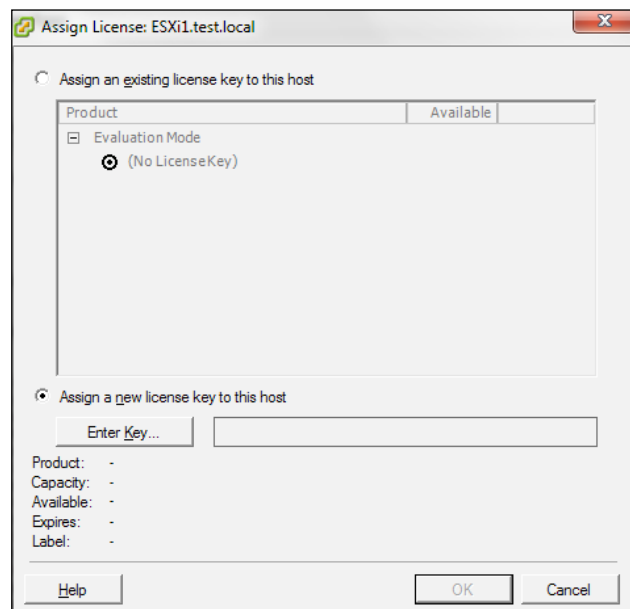 Assign License: ESXi1.test.local
Assign an existing license key to this host
Product Available
Evaluation Mode
(No LicenseKey)
Assign a new license key to this host
Enter Key...
Product: -
Capacity: -
Available: -
Expires: -
Label: -
Help OK Cancel